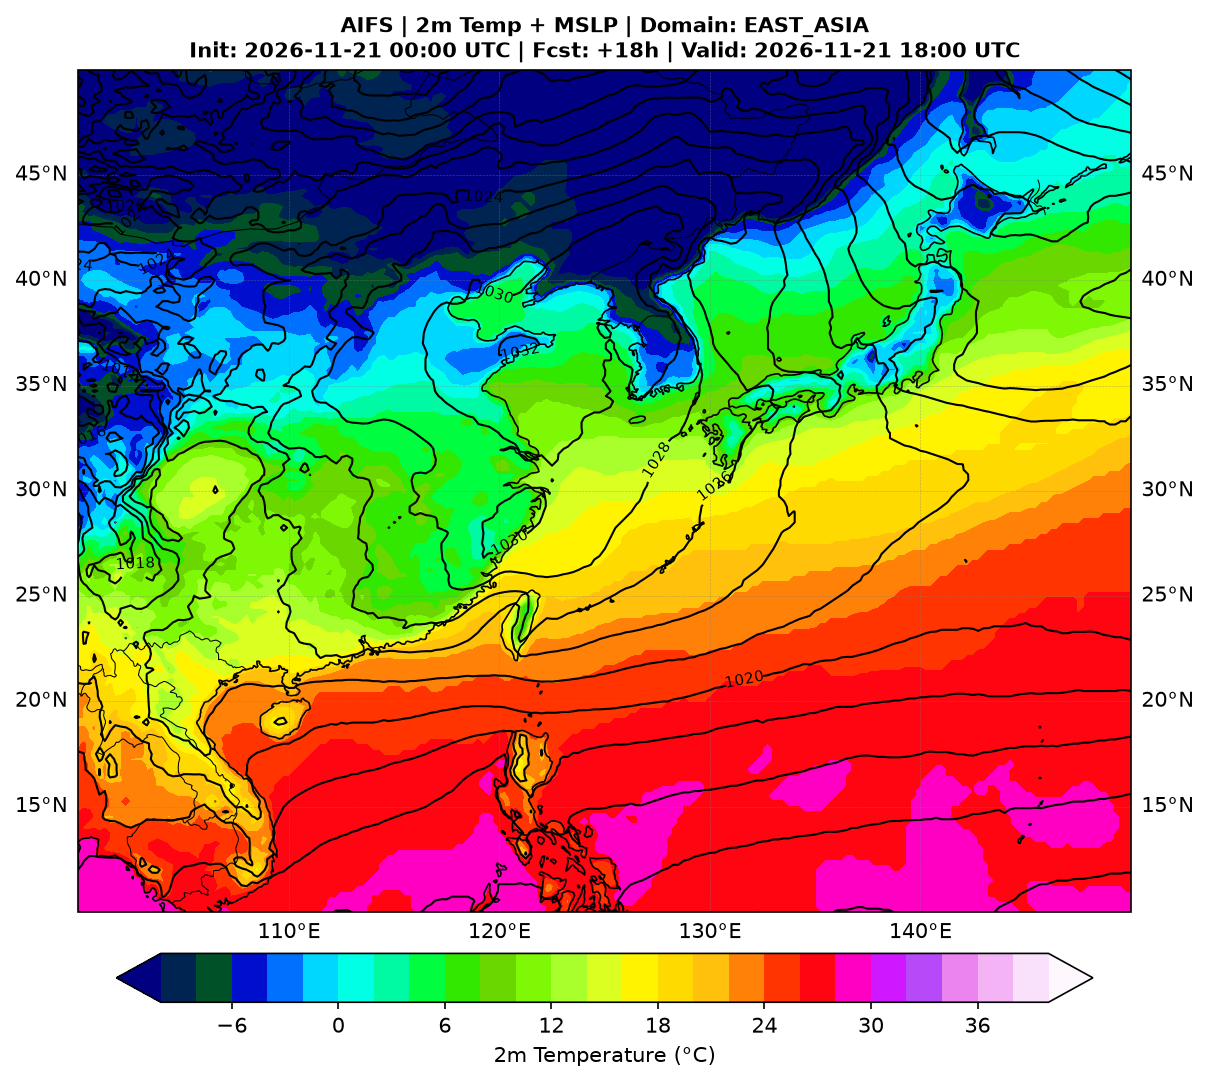 AIFS | 2m Temp + MSLP | Domain: EAST_ASIA
Init: 2026-11-21 00:00 UTC | Fcst: +18h | Valid: 2026-11-21 18:00 UTC
45°N 1024 45°N
1024
40°N 1030 40°N
1032
35°N 35°N
1028
30°N 1026 30°N
1030
1018
25°N 25°N
20°N 1020 20°N
15°N 15°N
110°E 120°E 130°E 140°E
−6 0 6 12 18 24 30 36
2m Temperature (°C)